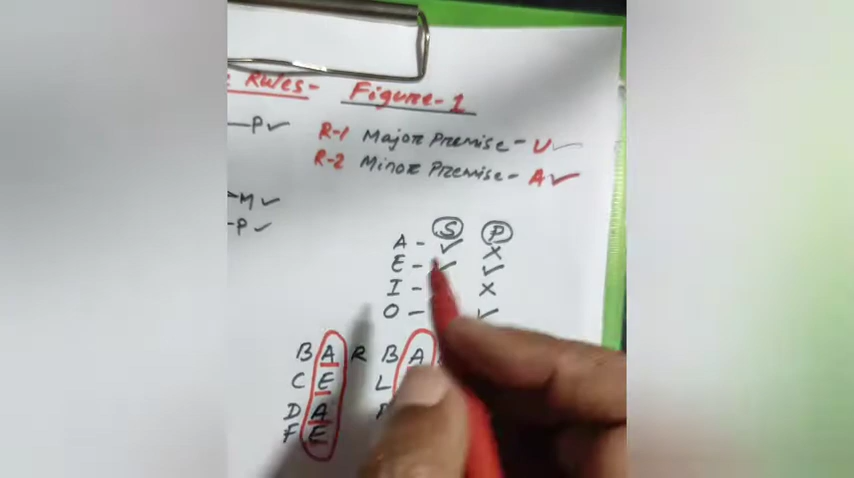 Rules- Figure-1
—P✓
R-1 Major Premise- U✓
R-2 Minor Premise- A✓
—M✓
-P✓
S P
A - ✓ ×
E - ✓ ✓
I - ×
O - ✓
B A R B A
C E L
D A
F E